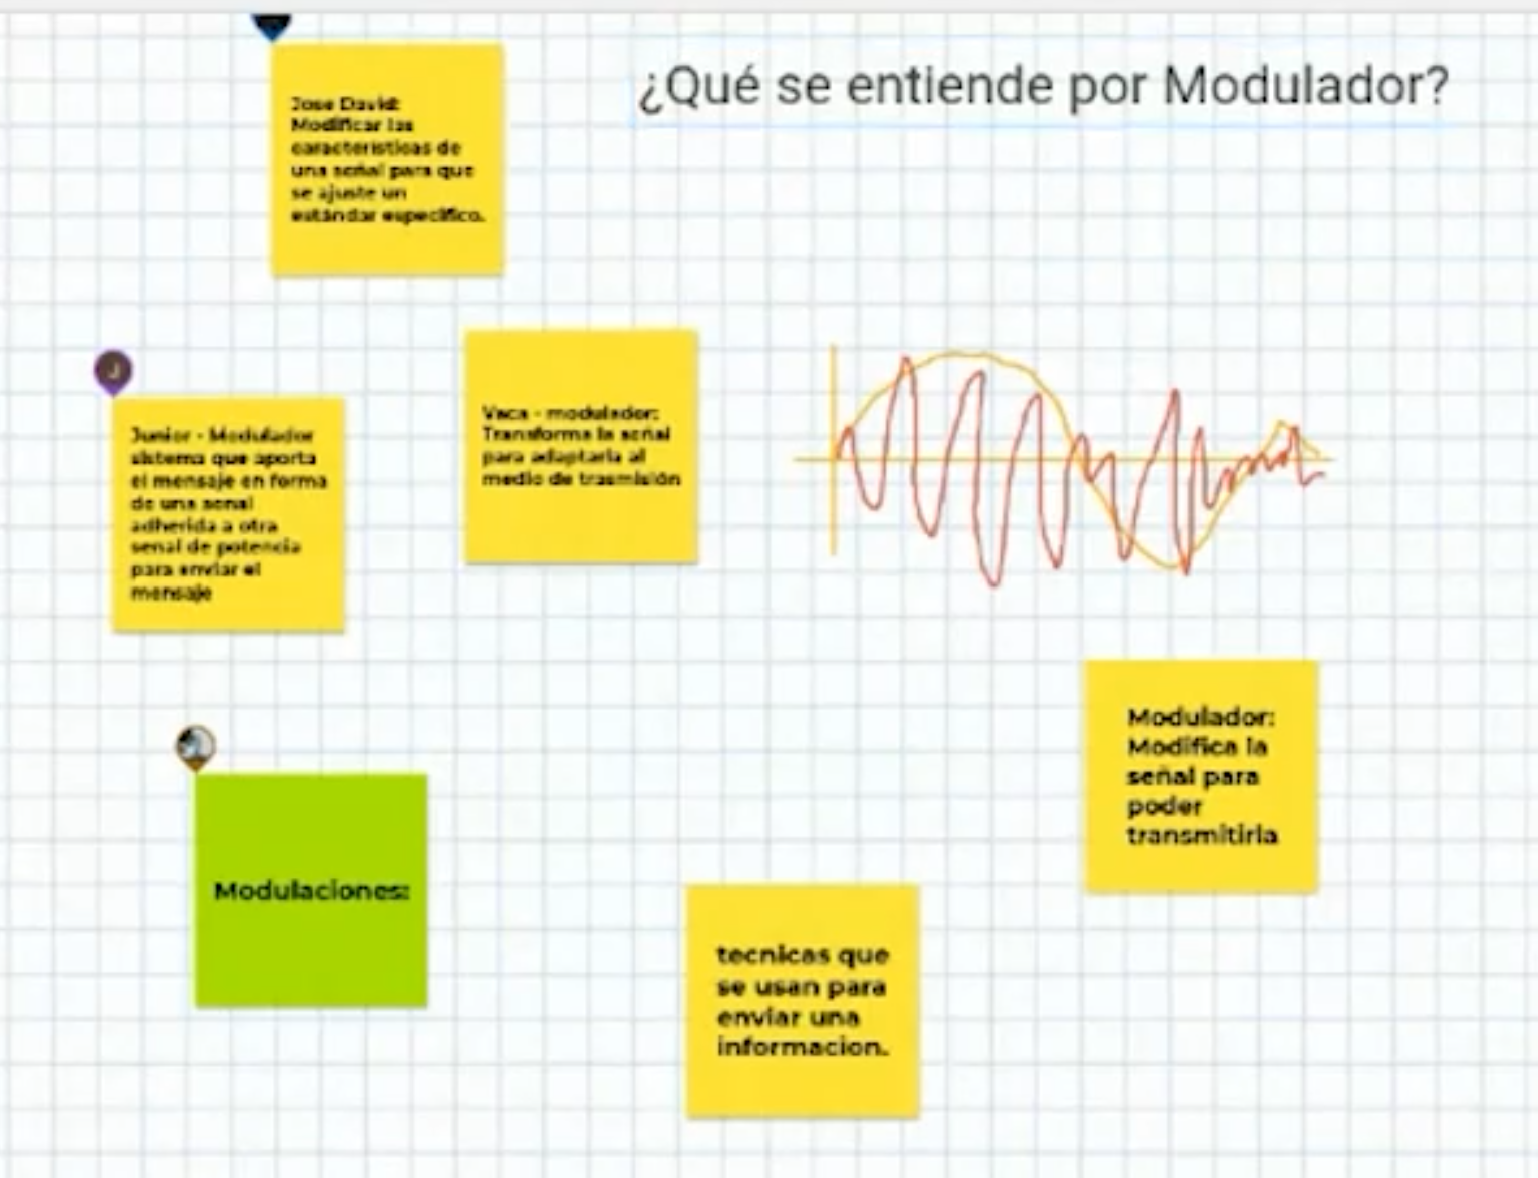 ¿Qué se entiende por Modulador?
Jose David:
Modificar las
características de
una señal para que
se ajuste un
estándar específico.
J
Junior - Modulador
sistema que aporta
el mensaje en forma
de una senal
adherida a otra
senal de potencia
para enviar el
mensaje
Vaca - modulador:
Transforma la señal
para adaptarla al
medio de trasmisión
Modulador:
Modifica la
señal para
poder
transmitirla
Modulaciones:
tecnicas que
se usan para
enviar una
informacion.